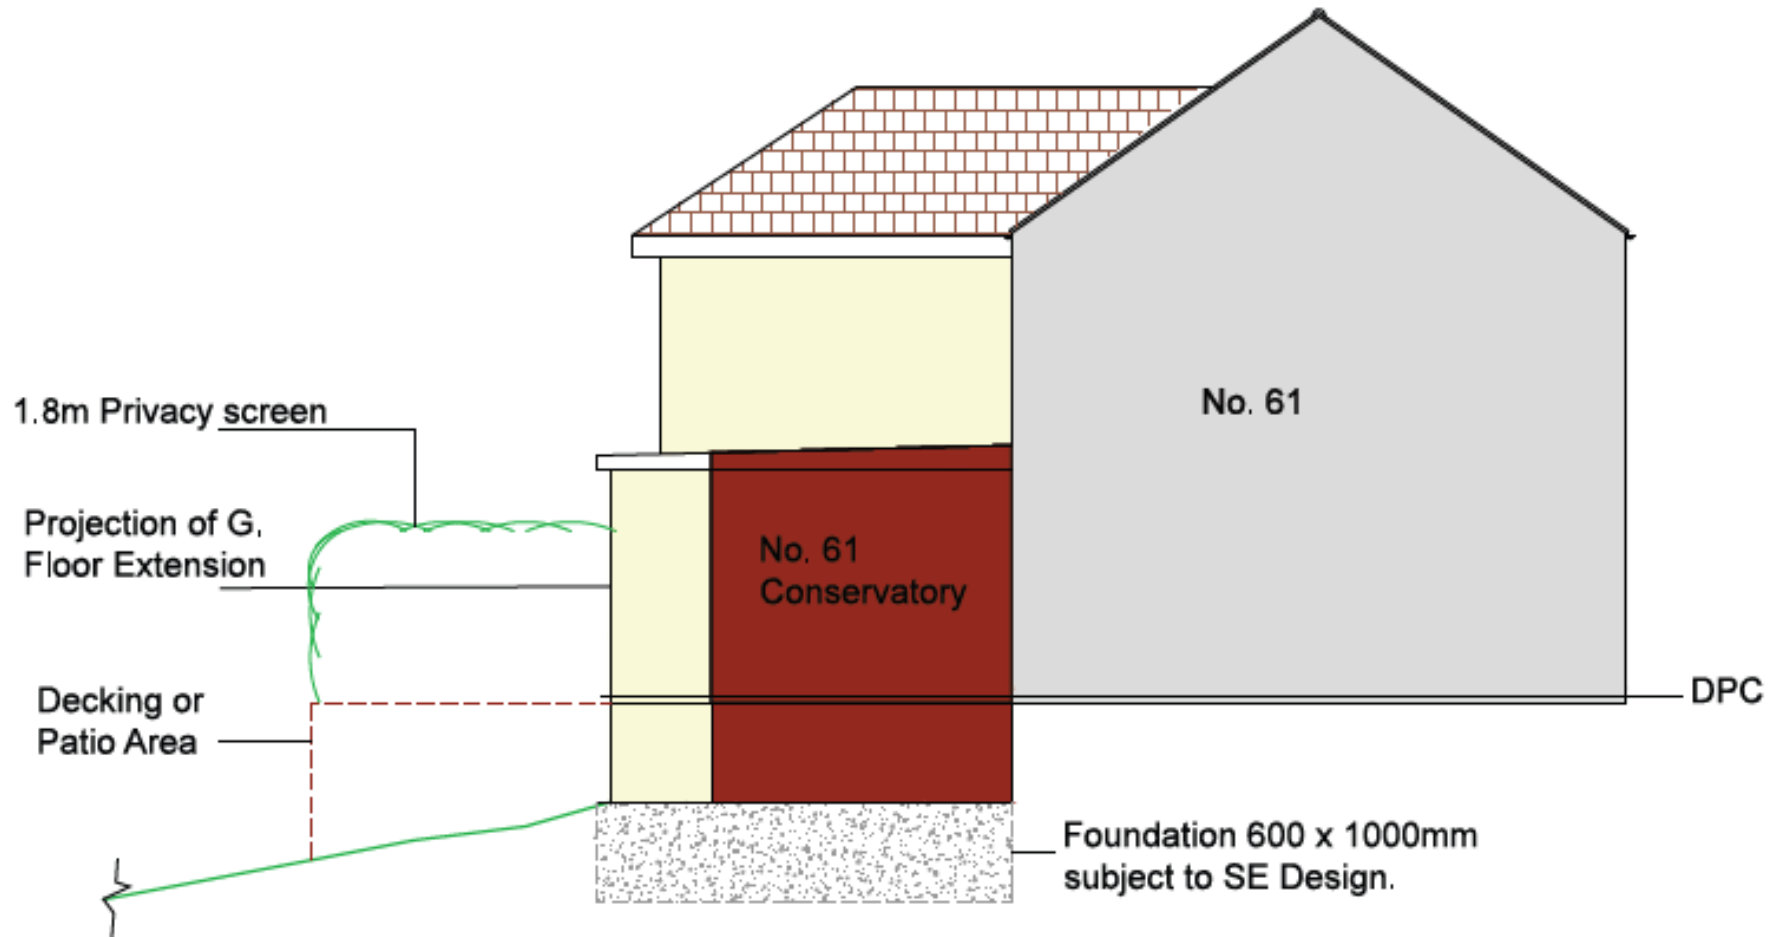 No. 61
1.8m Privacy screen
Projection of G.
Floor Extension
No. 61
Conservatory
Decking or
Patio Area
DPC
Foundation 600 x 1000mm
subject to SE Design.